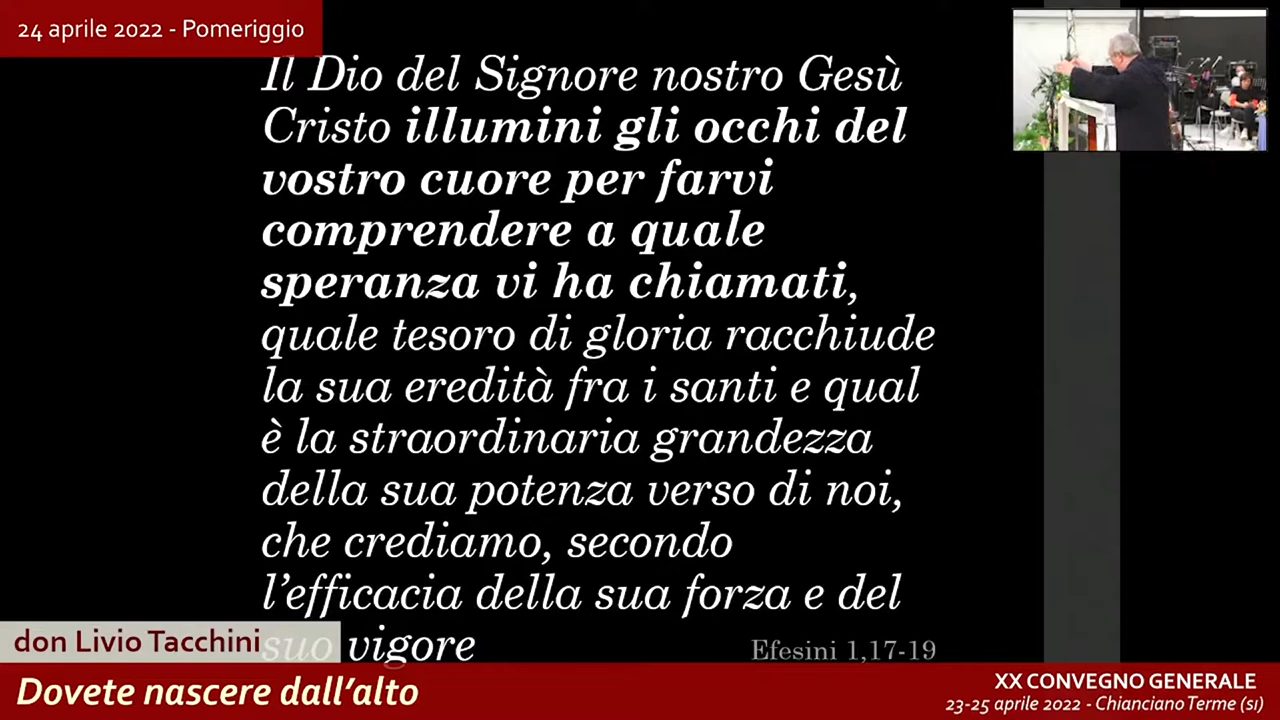 24 aprile 2022 - Pomeriggio
Il Dio del Signore nostro Gesù
Cristo illumini gli occhi del
vostro cuore per farvi
comprendere a quale
speranza vi ha chiamati,
quale tesoro di gloria racchiude
la sua eredità fra i santi e qual
è la straordinaria grandezza
della sua potenza verso di noi,
che crediamo, secondo
l’efficacia della sua forza e del
suo vigore
Efesini 1,17-19
don Livio Tacchini
Dovete nascere dall’alto
XX CONVEGNO GENERALE
23-25 aprile 2022 - Chianciano Terme (SI)